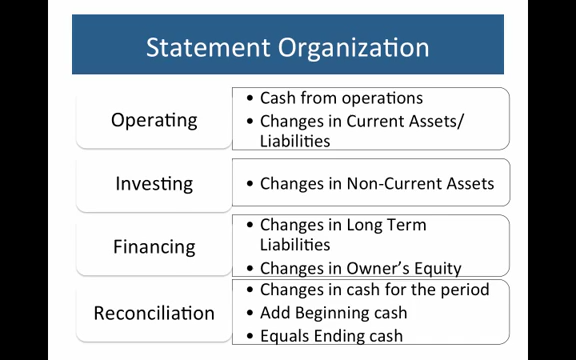 Statement Organization
Operating
• Cash from operations
• Changes in Current Assets/
Liabilities
Investing
• Changes in Non-Current Assets
Financing
• Changes in Long Term
Liabilities
• Changes in Owner's Equity
Reconciliation
• Changes in cash for the period
• Add Beginning cash
• Equals Ending cash